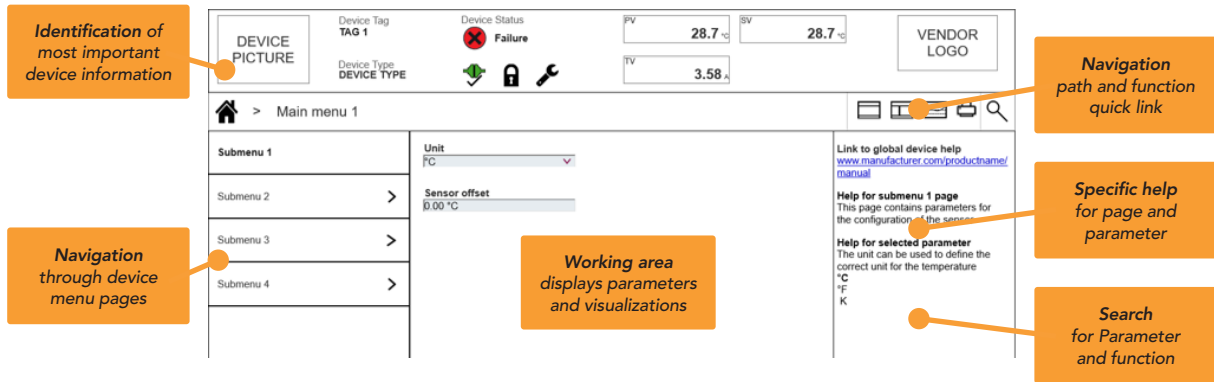 Identification of
most important
device information
DEVICE
PICTURE
Device Tag
TAG 1
Device Type
DEVICE TYPE
Device Status
Failure
PV
28.7 °C
SV
28.7 °C
TV
3.58 A
VENDOR
LOGO
Navigation
path and function
quick link
> Main menu 1
Submenu 1
Submenu 2 >
Submenu 3 >
Submenu 4 >
Navigation
through device
menu pages
Unit
°C
Sensor offset
0.00 °C
Working area
displays parameters
and visualizations
Link to global device help
www.manufacturer.com/productname/
manual
Help for submenu 1 page
This page contains parameters for
the configuration of the sensor
Help for selected parameter
The unit can be used to define the
correct unit for the temperature
°C
°F
K
Specific help
for page and
parameter
Search
for Parameter
and function